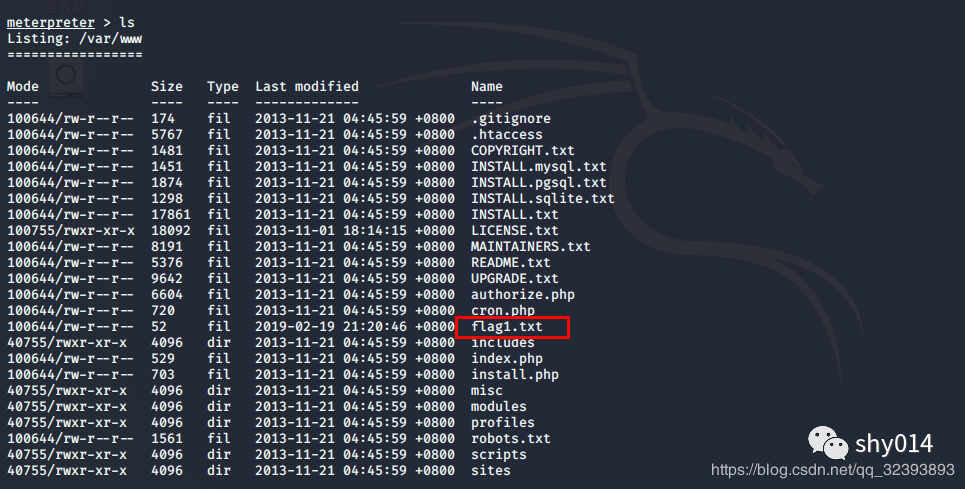 meterpreter > ls
Listing: /var/www
=================
Mode Size Type Last modified Name
---- ---- ---- ------------- ----
100644/rw-r--r-- 174 fil 2013-11-21 04:45:59 +0800 .gitignore
100644/rw-r--r-- 5767 fil 2013-11-21 04:45:59 +0800 .htaccess
100644/rw-r--r-- 1481 fil 2013-11-21 04:45:59 +0800 COPYRIGHT.txt
100644/rw-r--r-- 1451 fil 2013-11-21 04:45:59 +0800 INSTALL.mysql.txt
100644/rw-r--r-- 1874 fil 2013-11-21 04:45:59 +0800 INSTALL.pgsql.txt
100644/rw-r--r-- 1298 fil 2013-11-21 04:45:59 +0800 INSTALL.sqlite.txt
100644/rw-r--r-- 17861 fil 2013-11-21 04:45:59 +0800 INSTALL.txt
100755/rwxr-xr-x 18092 fil 2013-11-01 18:14:15 +0800 LICENSE.txt
100644/rw-r--r-- 8191 fil 2013-11-21 04:45:59 +0800 MAINTAINERS.txt
100644/rw-r--r-- 5376 fil 2013-11-21 04:45:59 +0800 README.txt
100644/rw-r--r-- 9642 fil 2013-11-21 04:45:59 +0800 UPGRADE.txt
100644/rw-r--r-- 6604 fil 2013-11-21 04:45:59 +0800 authorize.php
100644/rw-r--r-- 720 fil 2013-11-21 04:45:59 +0800 cron.php
100644/rw-r--r-- 52 fil 2019-02-19 21:20:46 +0800 flag1.txt
40755/rwxr-xr-x 4096 dir 2013-11-21 04:45:59 +0800 includes
100644/rw-r--r-- 529 fil 2013-11-21 04:45:59 +0800 index.php
100644/rw-r--r-- 703 fil 2013-11-21 04:45:59 +0800 install.php
40755/rwxr-xr-x 4096 dir 2013-11-21 04:45:59 +0800 misc
40755/rwxr-xr-x 4096 dir 2013-11-21 04:45:59 +0800 modules
40755/rwxr-xr-x 4096 dir 2013-11-21 04:45:59 +0800 profiles
100644/rw-r--r-- 1561 fil 2013-11-21 04:45:59 +0800 robots.txt
40755/rwxr-xr-x 4096 dir 2013-11-21 04:45:59 +0800 scripts
40755/rwxr-xr-x 4096 dir 2013-11-21 04:45:59 +0800 sites
shy014
https://blog.csdn.net/qq_32393893